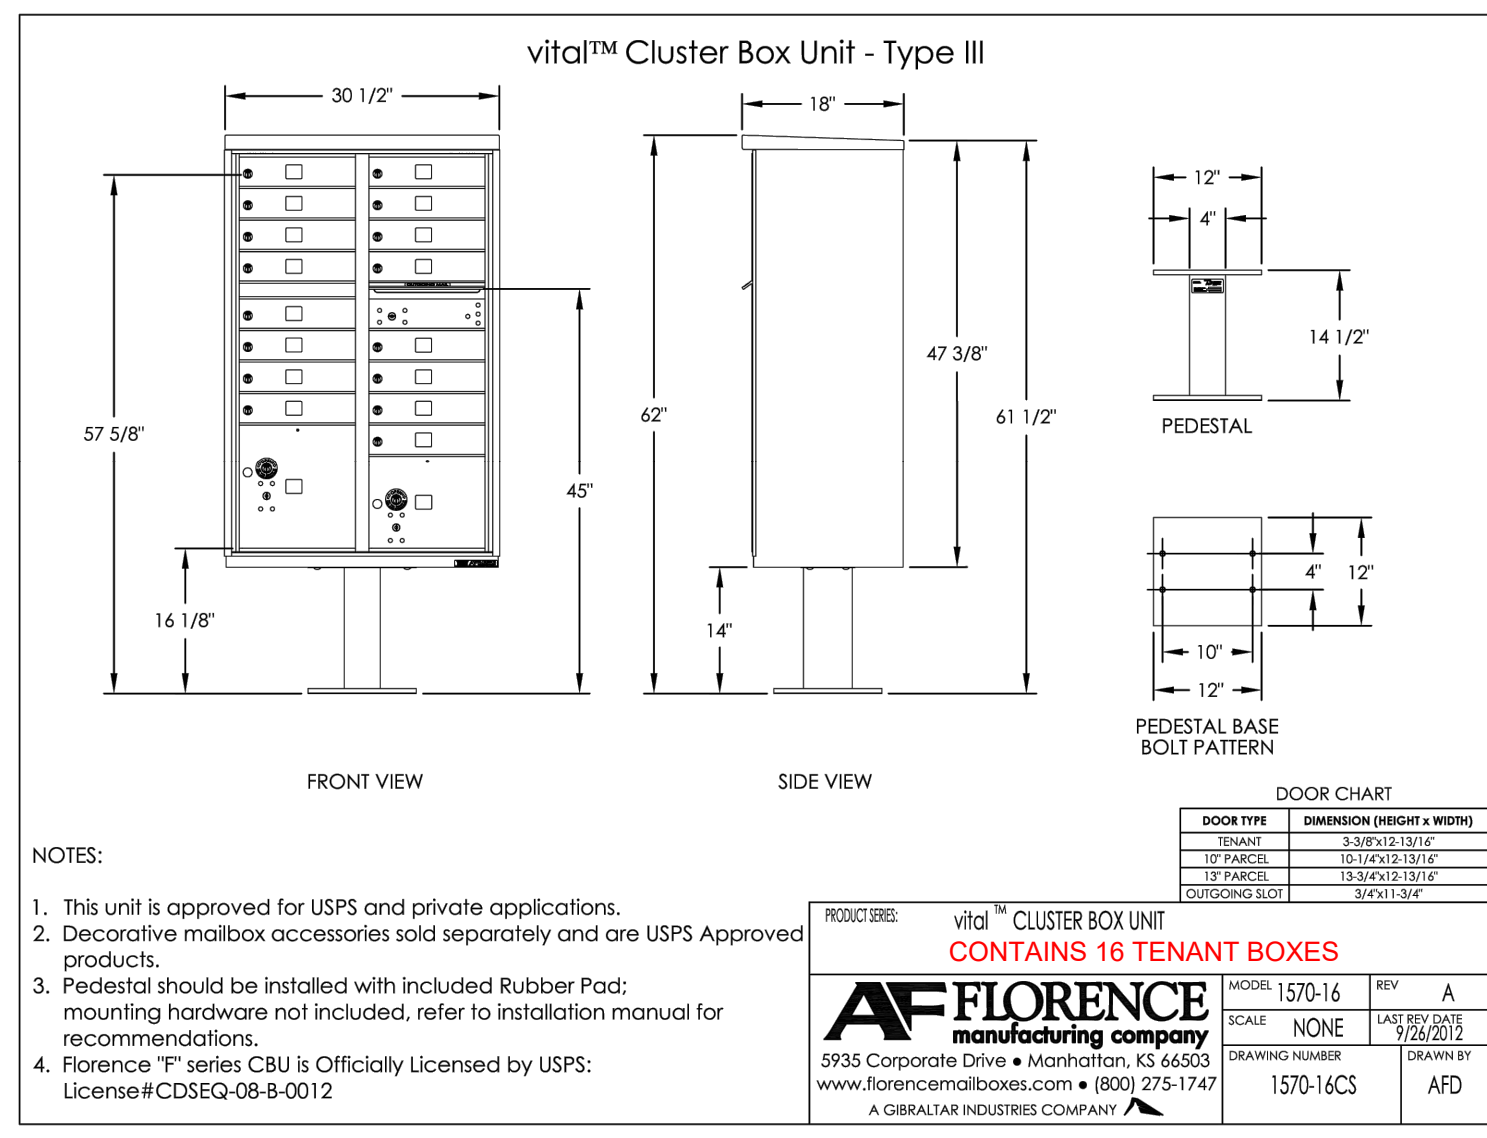 vital™ Cluster Box Unit - Type III
30 1/2"
18"
12"
4"
OUTGOING MAIL
14 1/2"
47 3/8"
62"
61 1/2"
57 5/8"
45"
PEDESTAL
16 1/8"
14"
4"
12"
10"
12"
PEDESTAL BASE
BOLT PATTERN
FRONT VIEW
SIDE VIEW
DOOR CHART
DOOR TYPE DIMENSION (HEIGHT x WIDTH)
TENANT 3-3/8"x12-13/16"
10" PARCEL 10-1/4"x12-13/16"
13" PARCEL 13-3/4"x12-13/16"
OUTGOING SLOT 3/4"x11-3/4"
NOTES:
1. This unit is approved for USPS and private applications.
2. Decorative mailbox accessories sold separately and are USPS Approved
products.
3. Pedestal should be installed with included Rubber Pad;
mounting hardware not included, refer to installation manual for
recommendations.
4. Florence "F" series CBU is Officially Licensed by USPS:
License#CDSEQ-08-B-0012
PRODUCT SERIES: vital ™ CLUSTER BOX UNIT
CONTAINS 16 TENANT BOXES
AF FLORENCE
manufacturing company
5935 Corporate Drive • Manhattan, KS 66503
www.florencemailboxes.com • (800) 275-1747
A GIBRALTAR INDUSTRIES COMPANY
MODEL 1570-16
REV A
SCALE NONE
LAST REV DATE
9/26/2012
DRAWING NUMBER
1570-16CS
DRAWN BY
AFD